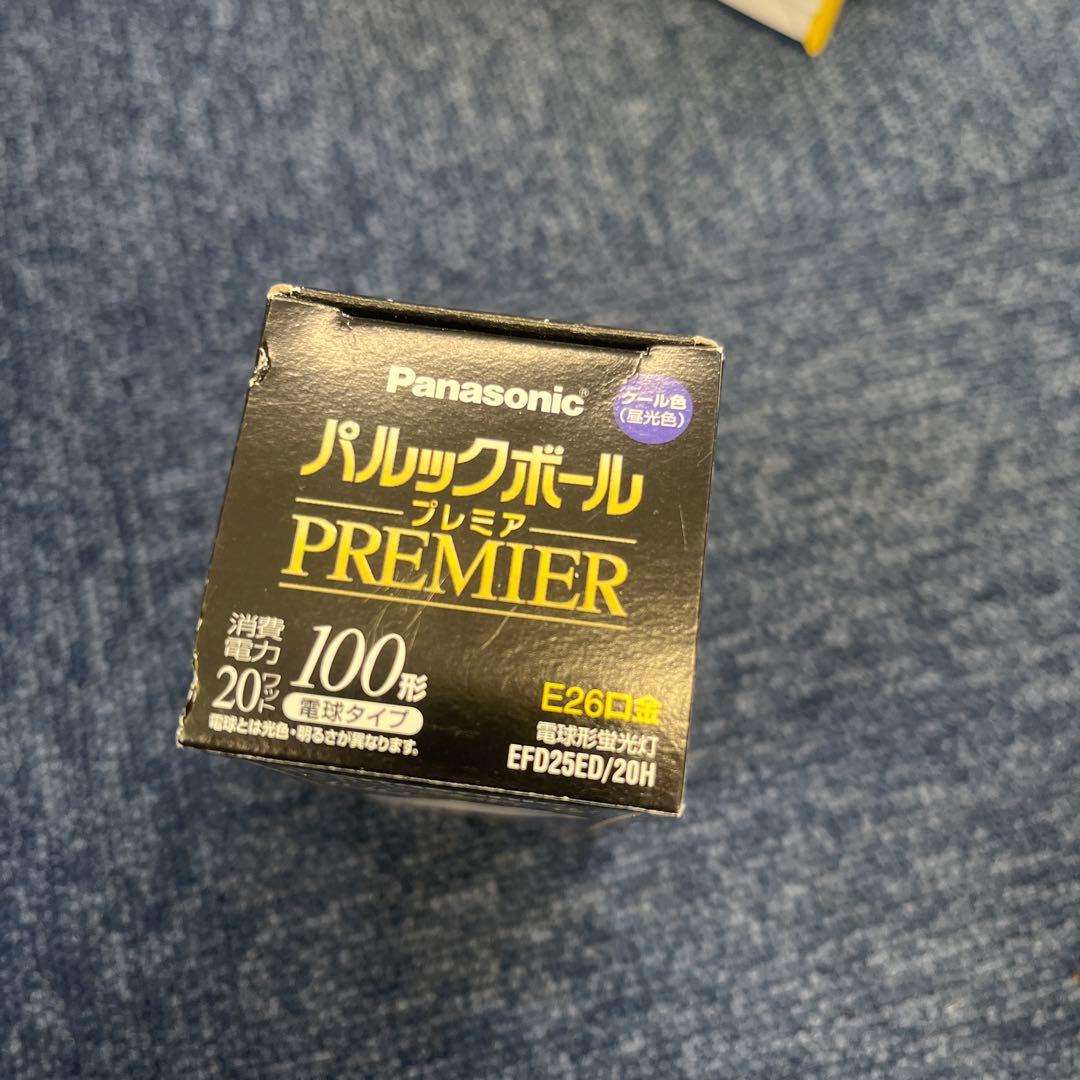 Panasonic®
クール色
(昼光色)
パルックボール
プレミア
PREMIER
消費
電力
20ワット
100形
電球タイプ
電球とは光色・明るさが異なります。
E26口金
電球形蛍光灯
EFD25ED/20H